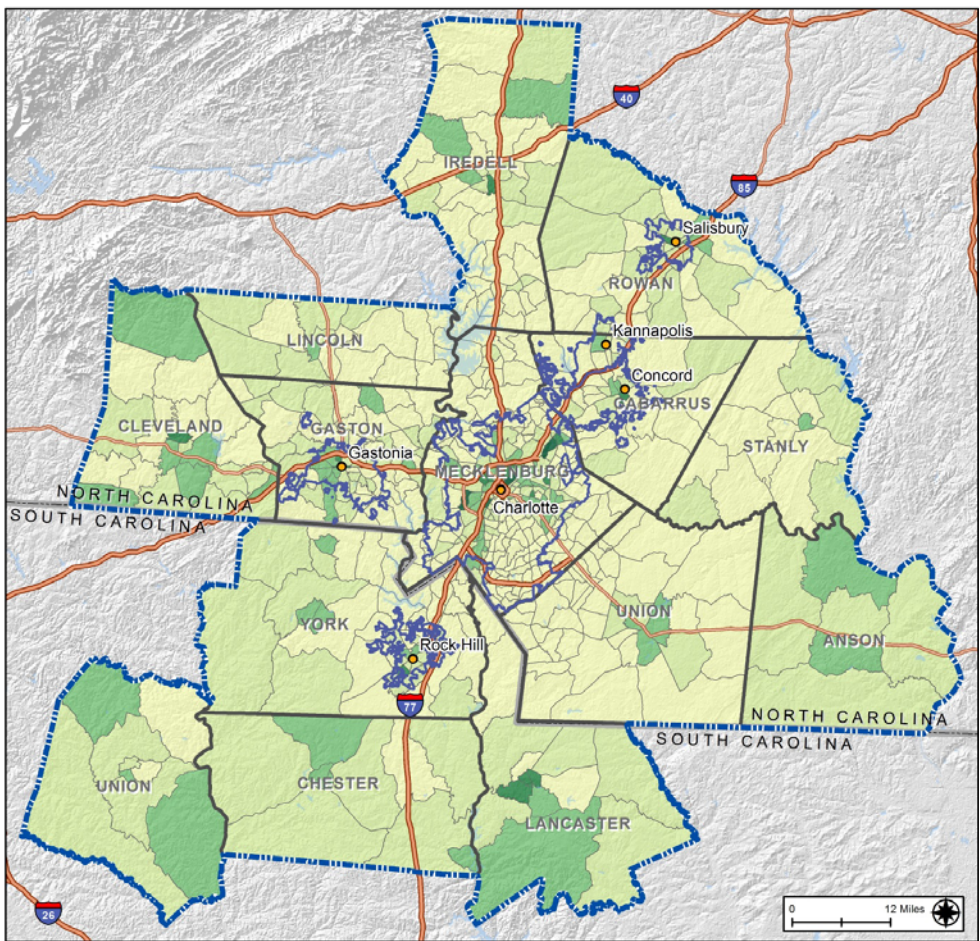 40
IREDELL
85
Salisbury
ROWAN
Kannapolis
LINCOLN
Concord
CABARRUS
CLEVELAND
GASTON
STANLY
Gastonia
MECKLENBURG
NORTH CAROLINA
SOUTH CAROLINA
Charlotte
YORK
UNION
ANSON
Rock Hill
77
NORTH CAROLINA
SOUTH CAROLINA
UNION
CHESTER
LANCASTER
0 12 Miles
26